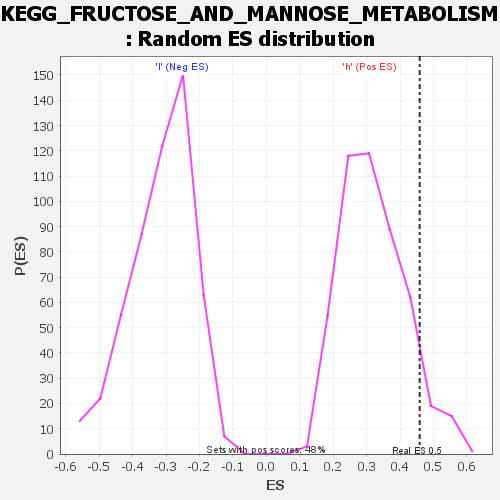 KEGG_FRUCTOSE_AND_MANNOSE_METABOLISM
: Random ES distribution
'l' (Neg ES)
'h' (Pos ES)
150
140
130
120
110
100
90
80
70
60
50
40
30
20
10
0
P(ES)
Sets with pos scores: 48%
Real ES 0.5
-0.6 -0.5 -0.4 -0.3 -0.2 -0.1 0.0 0.1 0.2 0.3 0.4 0.5 0.6
ES